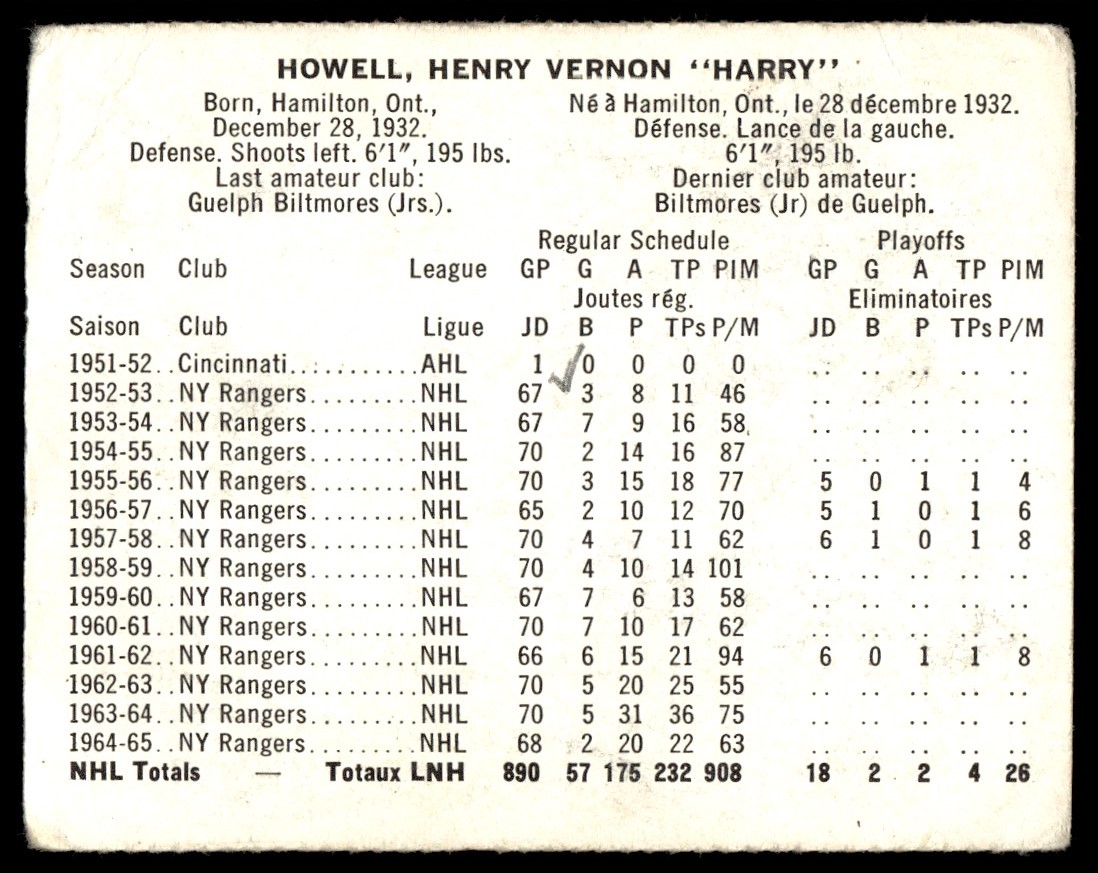 HOWELL, HENRY VERNON “HARRY”
Born, Hamilton, Ont.,
December 28, 1932.
Defense. Shoots left. 6′1″, 195 lbs.
Last amateur club:
Guelph Biltmores (Jrs.).
Né à Hamilton, Ont., le 28 décembre 1932.
Défense. Lance de la gauche.
6′1″, 195 lb.
Dernier club amateur:
Biltmores (Jr) de Guelph.
Regular Schedule Playoffs
Season Club League GP G A TP PIM GP G A TP PIM
Joutes rég. Eliminatoires
Saison Club Ligue JD B P TPs P/M JD B P TPs P/M
1951-52. . Cincinnati. . . . . . . . . . . AHL 1 0 0 0 0 . . . . . . . . . .
1952-53. . NY Rangers. . . . . . . . . NHL 67 3 8 11 46 . . . . . . . . . .
1953-54. . NY Rangers. . . . . . . . . NHL 67 7 9 16 58 . . . . . . . . . .
1954-55. . NY Rangers. . . . . . . . . NHL 70 2 14 16 87 . . . . . . . . . .
1955-56. . NY Rangers. . . . . . . . . NHL 70 3 15 18 77 5 0 1 1 4
1956-57. . NY Rangers. . . . . . . . . NHL 65 2 10 12 70 5 1 0 1 6
1957-58. . NY Rangers. . . . . . . . . NHL 70 4 7 11 62 6 1 0 1 8
1958-59. . NY Rangers. . . . . . . . . NHL 70 4 10 14 101 . . . . . . . . . .
1959-60. . NY Rangers. . . . . . . . . NHL 67 7 6 13 58 . . . . . . . . . .
1960-61. . NY Rangers. . . . . . . . . NHL 70 7 10 17 62 . . . . . . . . . .
1961-62. . NY Rangers. . . . . . . . . NHL 66 6 15 21 94 6 0 1 1 8
1962-63. . NY Rangers. . . . . . . . . NHL 70 5 20 25 55 . . . . . . . . . .
1963-64. . NY Rangers. . . . . . . . . NHL 70 5 31 36 75 . . . . . . . . . .
1964-65. . NY Rangers. . . . . . . . . NHL 68 2 20 22 63 . . . . . . . . . .
NHL Totals — Totaux LNH 890 57 175 232 908 18 2 2 4 26